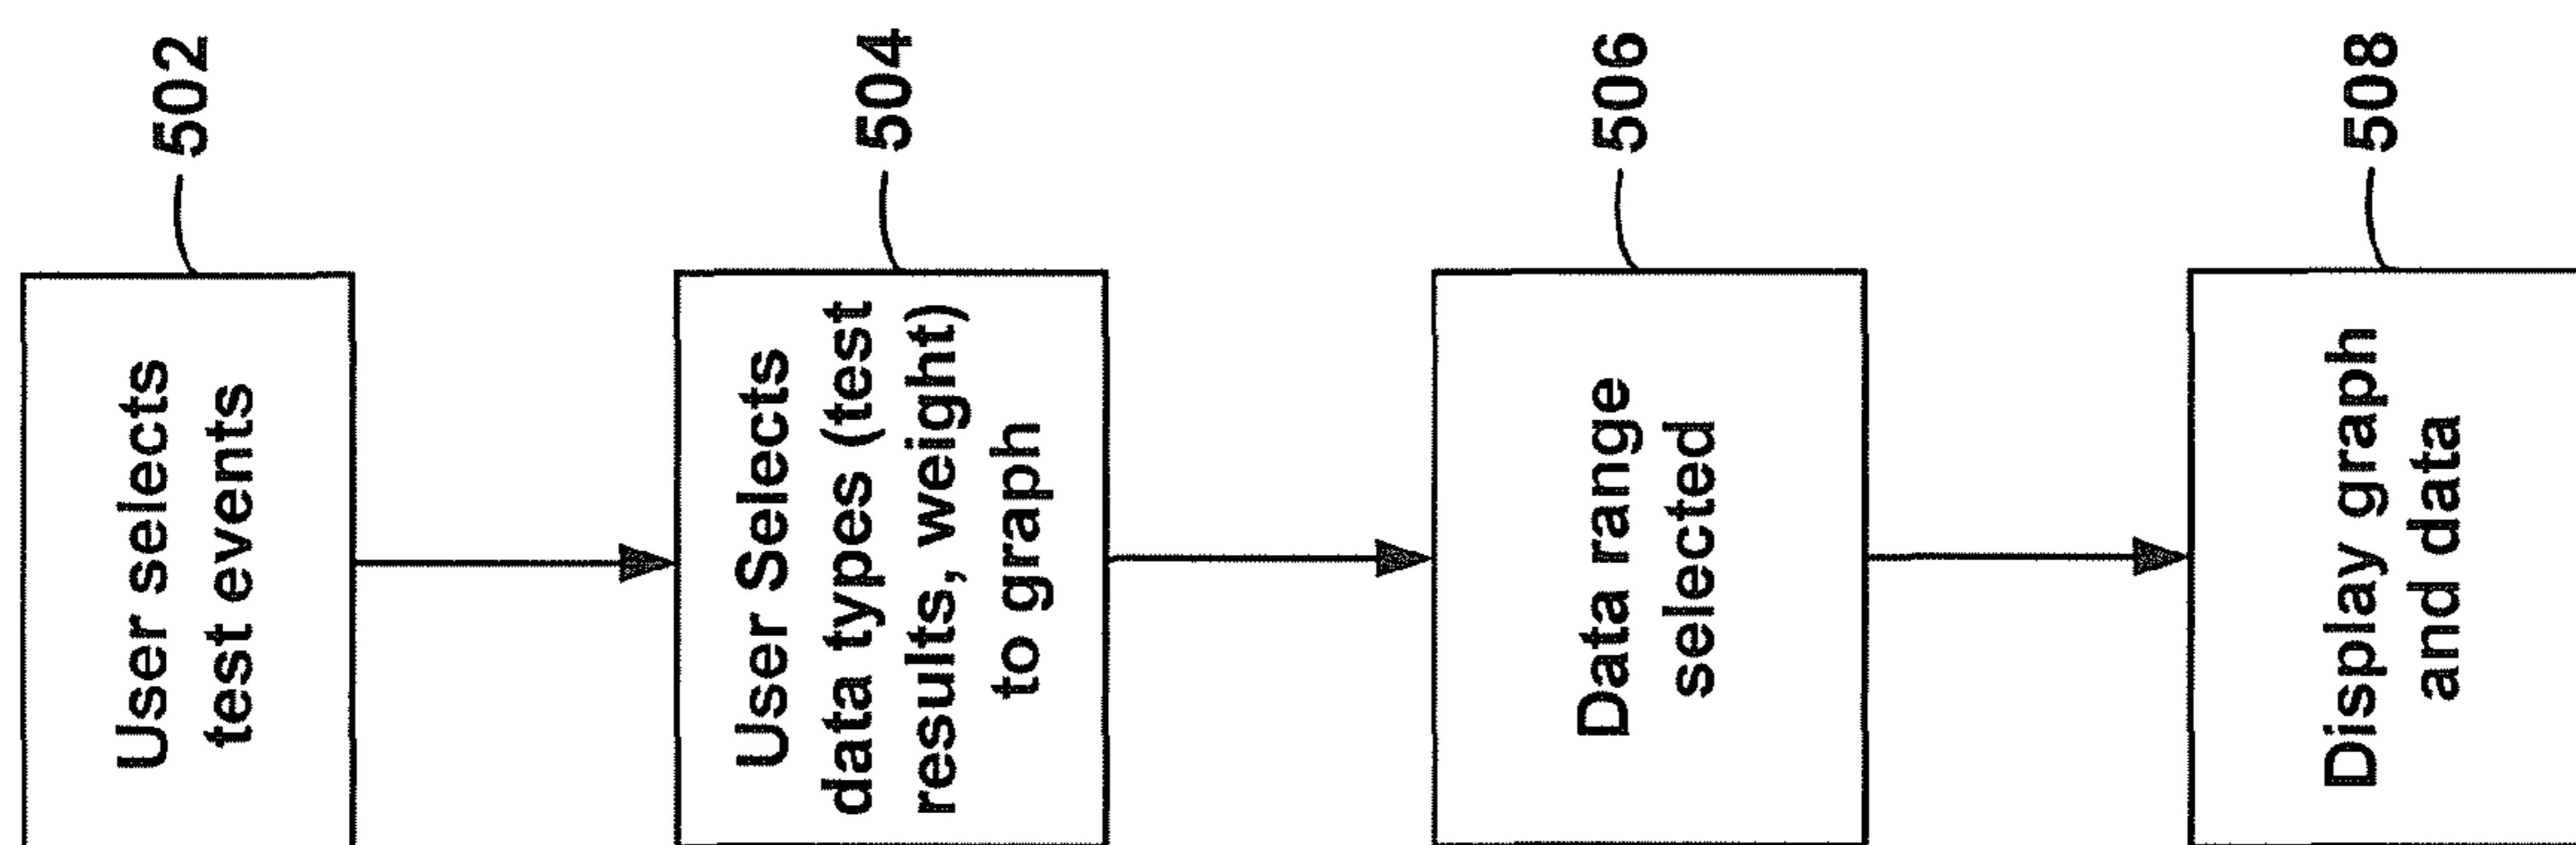 User selects
test events
502
User Selects
data types (test
results, weight)
to graph
504
Data range
selected
506
Display graph
and data
508